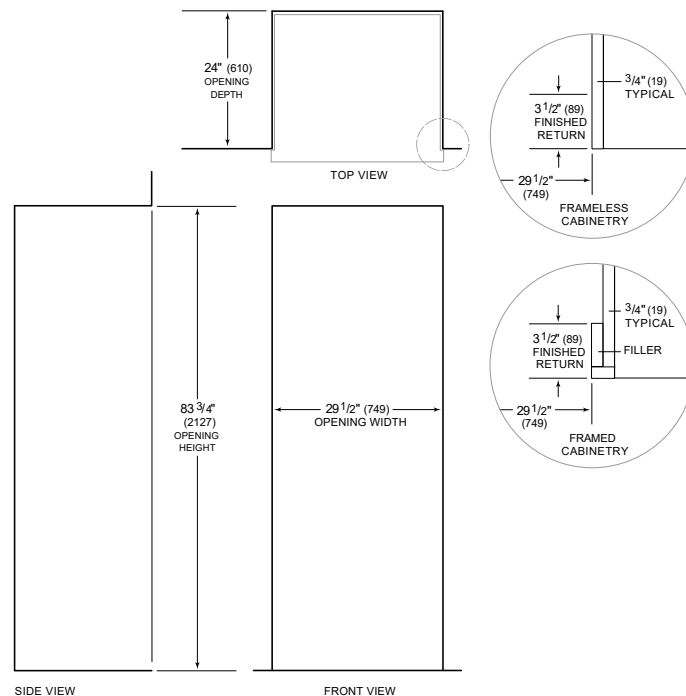 24" (610)
OPENING
DEPTH
TOP VIEW
3/4" (19)
TYPICAL
3 1/2" (89)
FINISHED
RETURN
29 1/2"
(749)
FRAMELESS
CABINETRY
3/4" (19)
TYPICAL
3 1/2" (89)
FINISHED
RETURN
FILLER
29 1/2"
(749)
FRAMED
CABINETRY
83 3/4"
(2127)
OPENING
HEIGHT
29 1/2" (749)
OPENING WIDTH
SIDE VIEW
FRONT VIEW